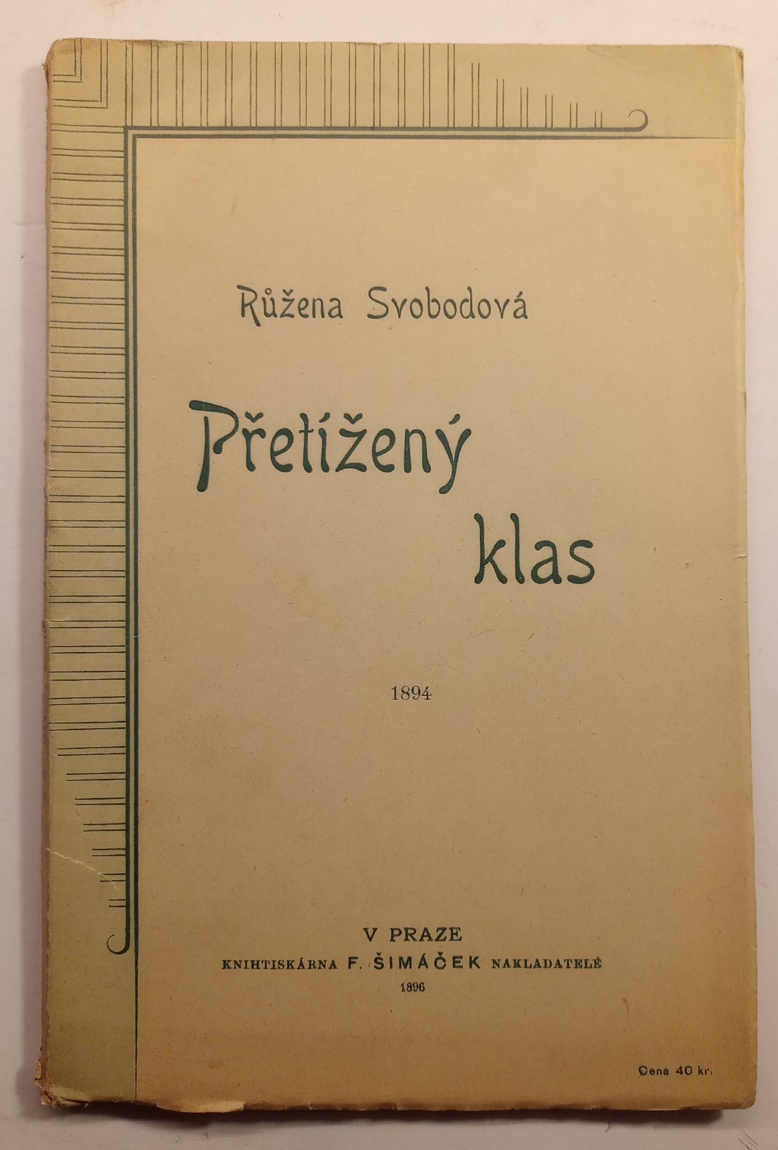 Růžena Svobodová
Přetížený
klas
1894
V PRAZE
KNIHTISKÁRNA F. ŠIMÁČEK NAKLADATELÉ
1896
Cena 40 kr.